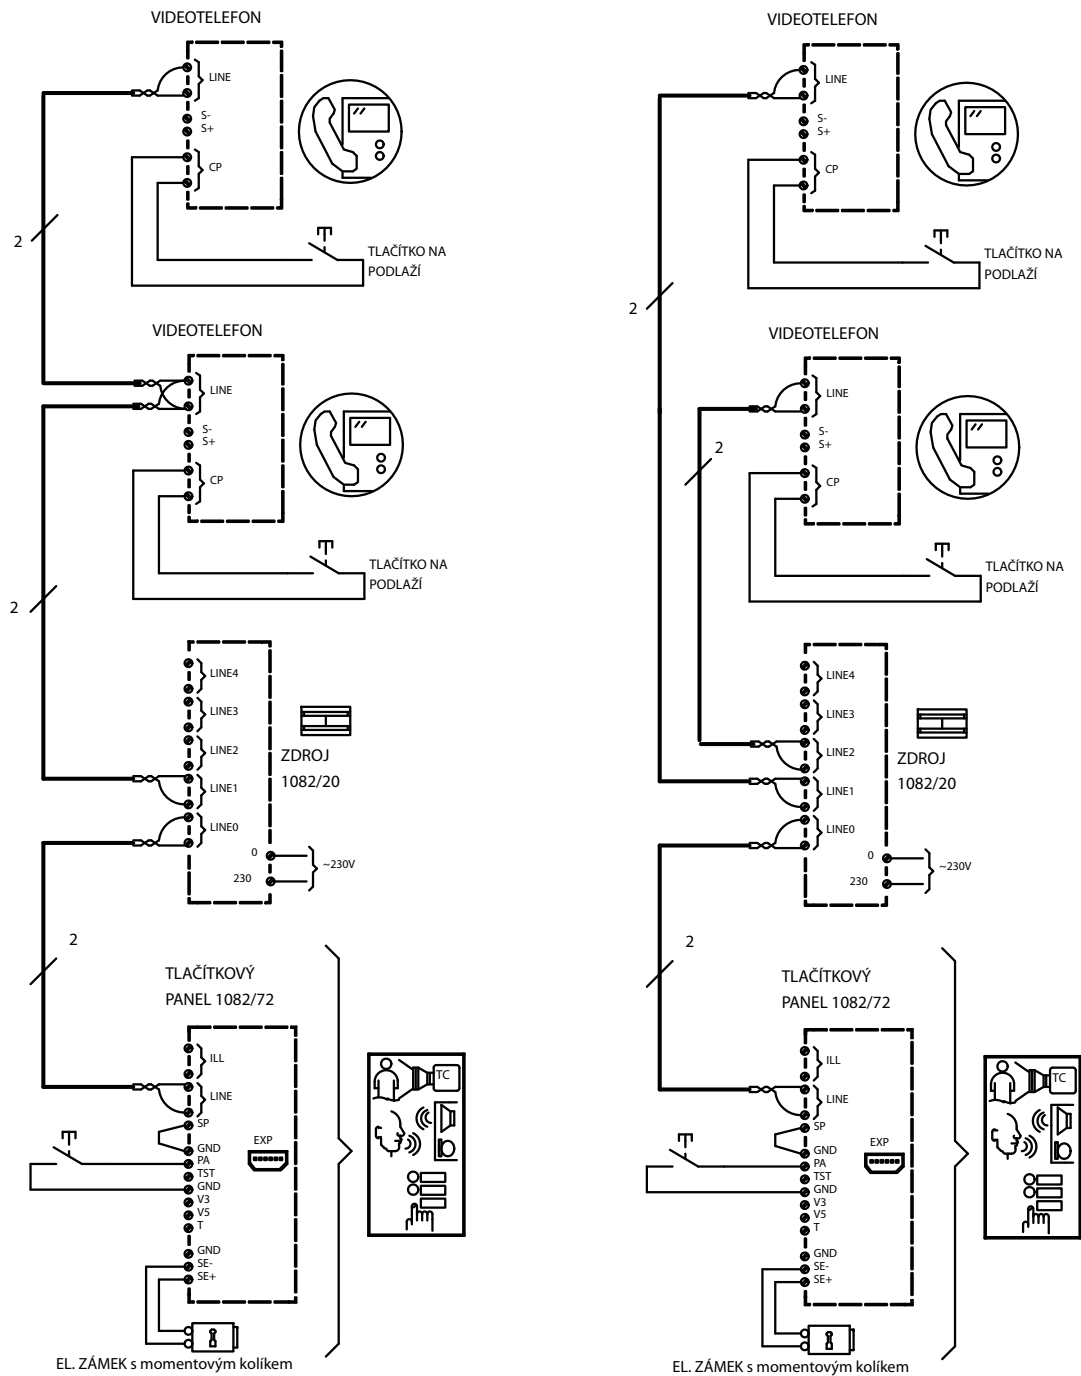 VIDEOTELEFON
LINE
S-
S+
CP
2
TLAČÍTKO NA
PODLAŽÍ
VIDEOTELEFON
LINE
S-
S+
CP
TLAČÍTKO NA
PODLAŽÍ
2
LINE4
LINE3
LINE2
ZDROJ
1082/20
LINE1
LINE0
0
~230V
230
2
TLAČÍTKOVÝ
PANEL 1082/72
ILL
TC
LINE
SP
EXP
GND
PA
TST
GND
V3
V5
T
GND
SE-
SE+
EL. ZÁMEK s momentovým kolíkem
VIDEOTELEFON
LINE
S-
S+
CP
TLAČÍTKO NA
PODLAŽÍ
2
VIDEOTELEFON
LINE
S-
S+
2
CP
TLAČÍTKO NA
PODLAŽÍ
LINE4
LINE3
LINE2
ZDROJ
1082/20
LINE1
LINE0
0
~230V
230
2
TLAČÍTKOVÝ
PANEL 1082/72
ILL
TC
LINE
SP
EXP
GND
PA
TST
GND
V3
V5
T
GND
SE-
SE+
EL. ZÁMEK s momentovým kolíkem